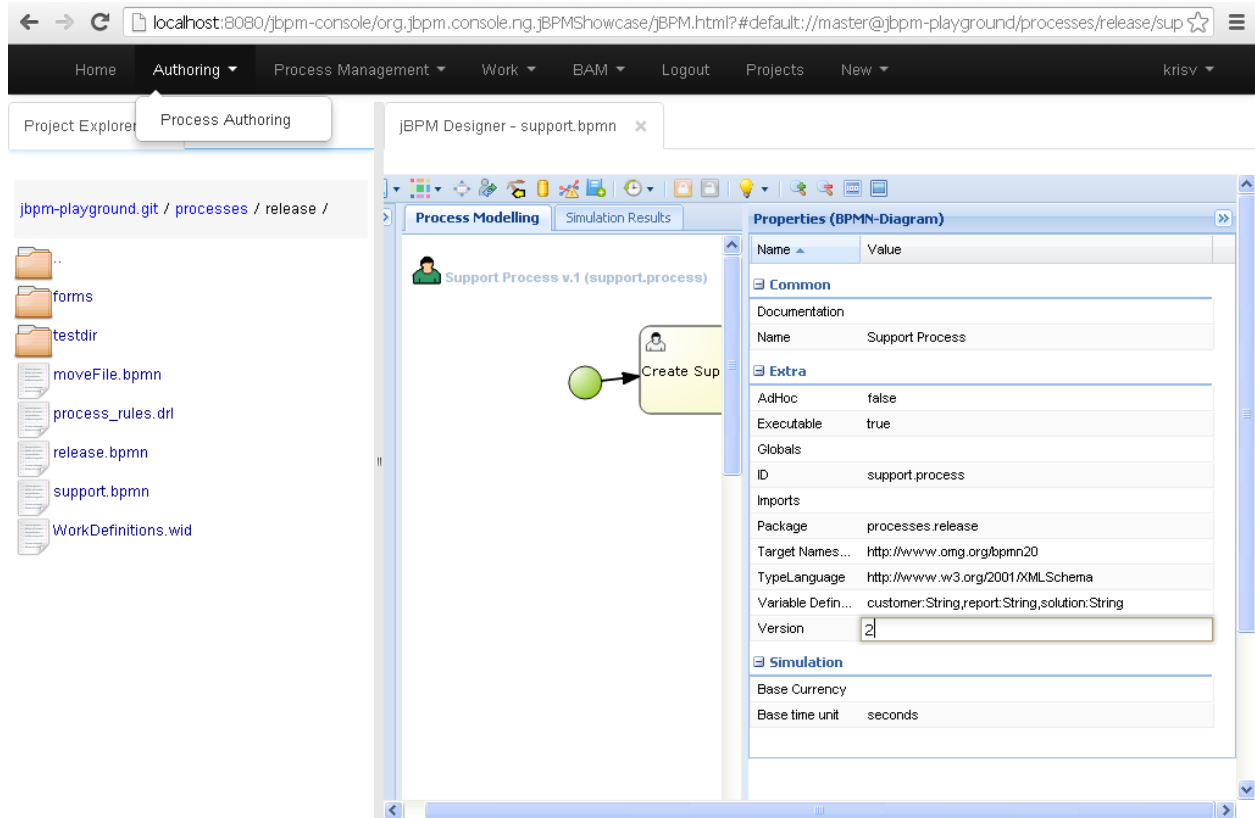 localhost:8080/jbpm-console/org.jbpm.console.ng.jBPMShowcase/jBPM.html?#default://master@jbpm-playground/processes/release/sup
Home Authoring Process Management Work BAM Logout Projects New krisv
Process Authoring
Project Explorer
jBPM Designer - support.bpmn
jbpm-playground.git / processes / release /
..
forms
testdir
moveFile.bpmn
process_rules.drl
release.bpmn
support.bpmn
WorkDefinitions.wid
Process Modelling Simulation Results
Support Process v.1 (support.process)
Create Sup
Properties (BPMN-Diagram)
Name Value
Common
Documentation
Name Support Process
Extra
AdHoc false
Executable true
Globals
ID support.process
Imports
Package processes.release
Target Names... http://www.omg.org/bpmn20
TypeLanguage http://www.w3.org/2001/XMLSchema
Variable Defin... customer:String,report:String,solution:String
Version 2
Simulation
Base Currency
Base time unit seconds